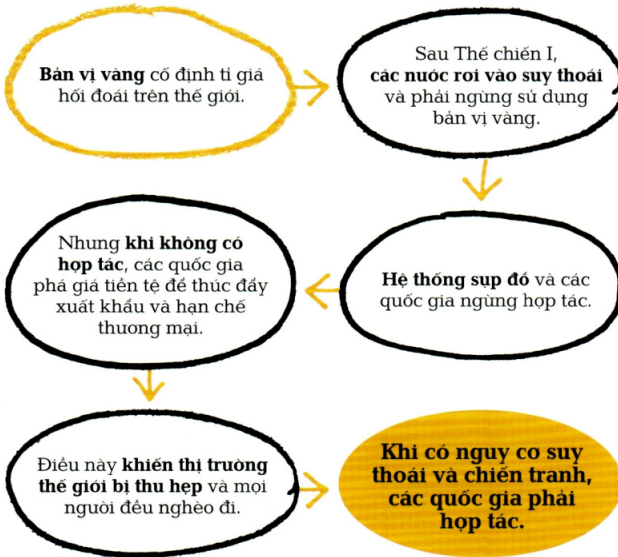 Bản vị vàng cố định tỉ giá
hối đoái trên thế giới.
Sau Thế chiến I,
các nước rơi vào suy thoái
và phải ngừng sử dụng
bản vị vàng.
Hệ thống sụp đổ và các
quốc gia ngừng hợp tác.
Nhưng khi không có
hợp tác, các quốc gia
phá giá tiền tệ để thúc đẩy
xuất khẩu và hạn chế
thương mại.
Điều này khiến thị trường
thế giới bị thu hẹp và mọi
người đều nghèo đi.
Khi có nguy cơ suy
thoái và chiến tranh,
các quốc gia phải
hợp tác.